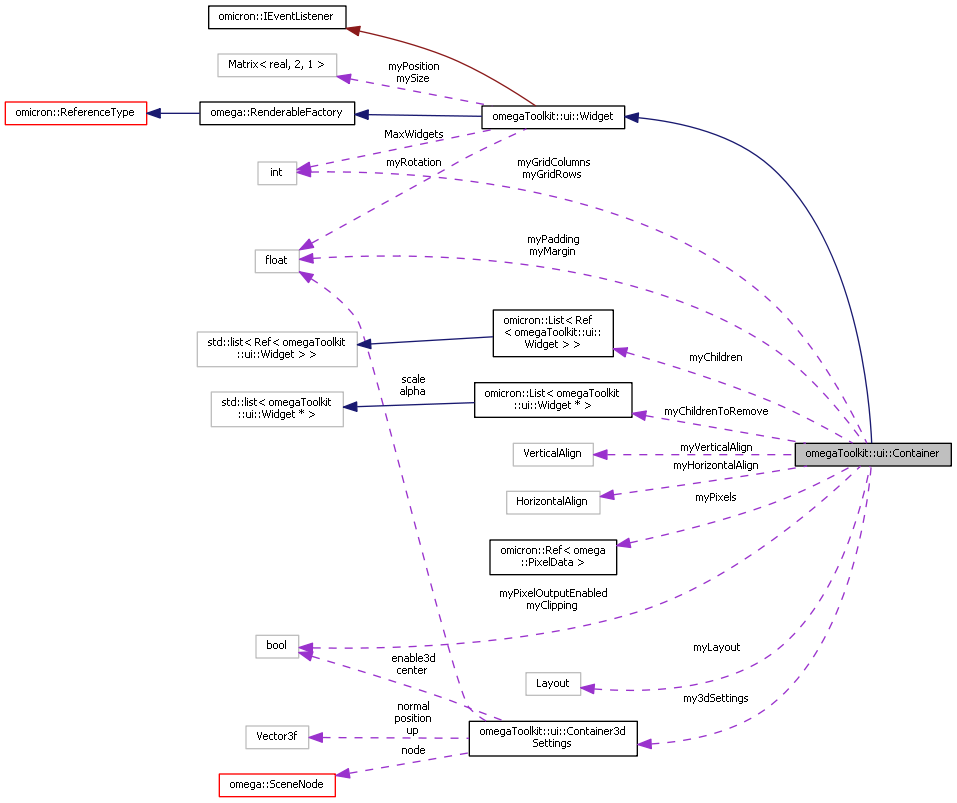 omicron::IEventListener
Matrix< real, 2, 1 >
myPosition
mySize
omicron::ReferenceType
omega::RenderableFactory
omegaToolkit::ui::Widget
MaxWidgets
int
myRotation
myGridColumns
myGridRows
float
myPadding
myMargin
std::list< Ref< omegaToolkit
::ui::Widget > >
omicron::List< Ref
< omegaToolkit::ui::
Widget > >
myChildren
scale
alpha
std::list< omegaToolkit
::ui::Widget * >
omicron::List< omegaToolkit
::ui::Widget * >
myChildrenToRemove
VerticalAlign
myVerticalAlign
omegaToolkit::ui::Container
myHorizontalAlign
HorizontalAlign
myPixels
omicron::Ref< omega
::PixelData >
myPixelOutputEnabled
myClipping
bool
enable3d
center
myLayout
Layout
my3dSettings
normal
position
up
Vector3f
omegaToolkit::ui::Container3d
Settings
node
omega::SceneNode